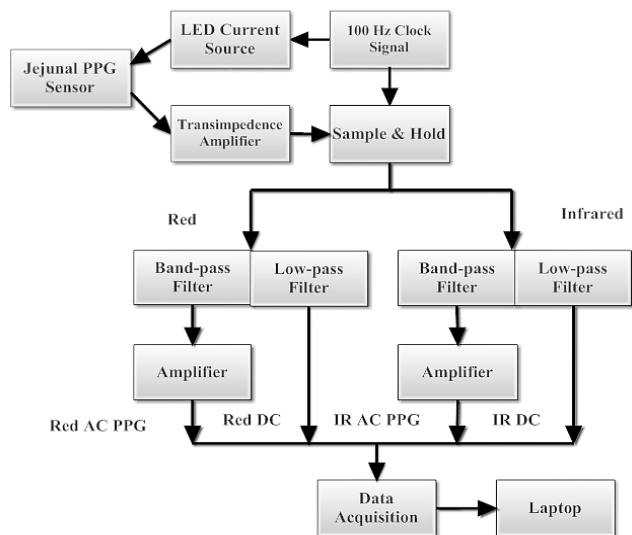 LED Current
Source
100 Hz Clock
Signal
Jejunal PPG
Sensor
Transimpedence
Amplifier
Sample & Hold
Red
Infrared
Band-pass
Filter
Low-pass
Filter
Band-pass
Filter
Low-pass
Filter
Amplifier
Amplifier
Red AC PPG
Red DC
IR AC PPG
IR DC
Data
Acquisition
Laptop